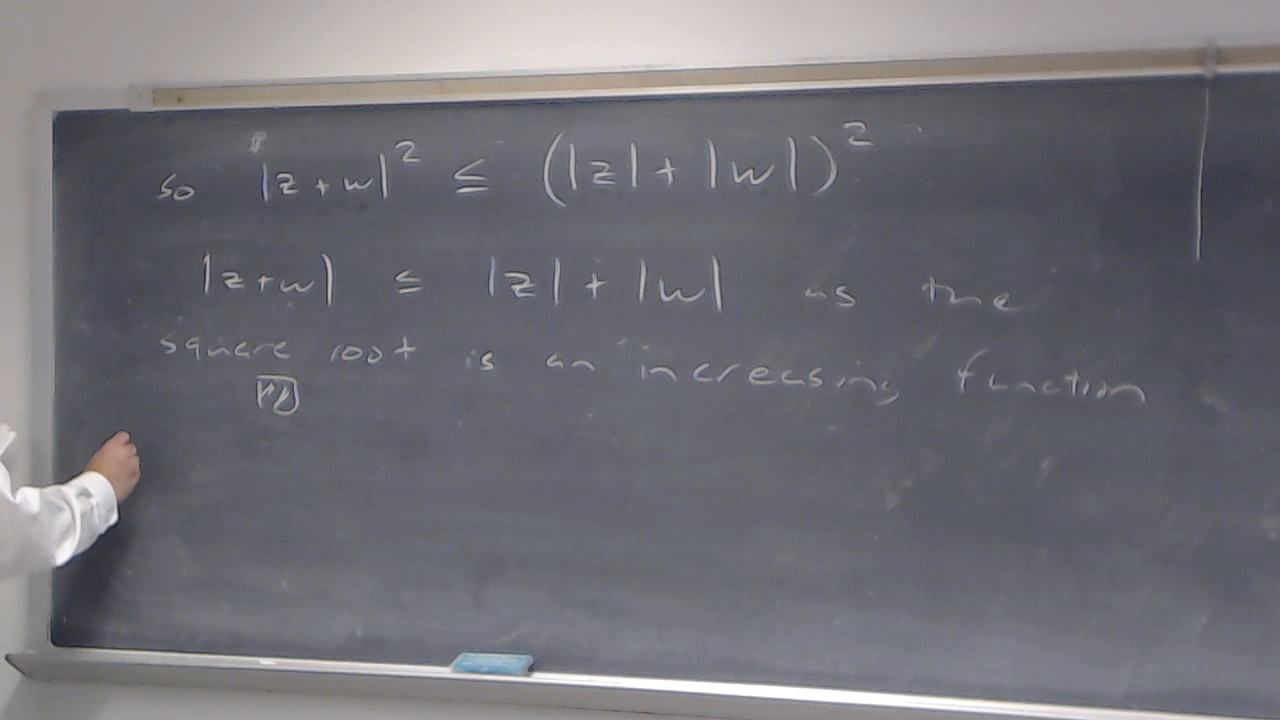 so |z+w|² ≤ (|z|+|w|)²
|z+w| ≤ |z|+|w| as the
square root is an increasing function